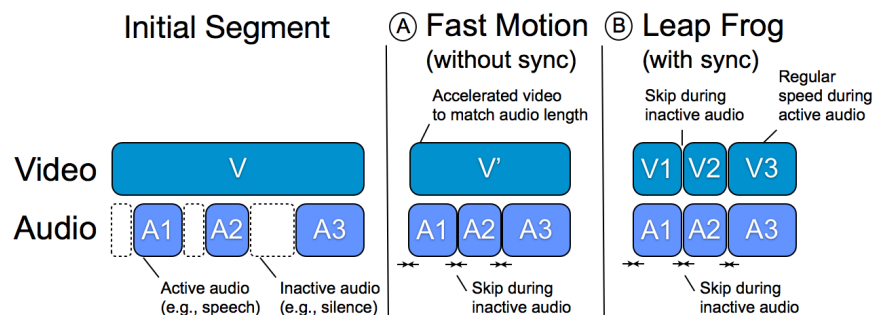 Initial Segment
A Fast Motion
(without sync)
B Leap Frog
(with sync)
Accelerated video
to match audio length
Skip during
inactive audio
Regular
speed during
active audio
Video
V
V'
V1 V2 V3
Audio
A1 A2 A3
A1 A2 A3
A1 A2 A3
Active audio
(e.g., speech)
Inactive audio
(e.g., silence)
Skip during
inactive audio
Skip during
inactive audio